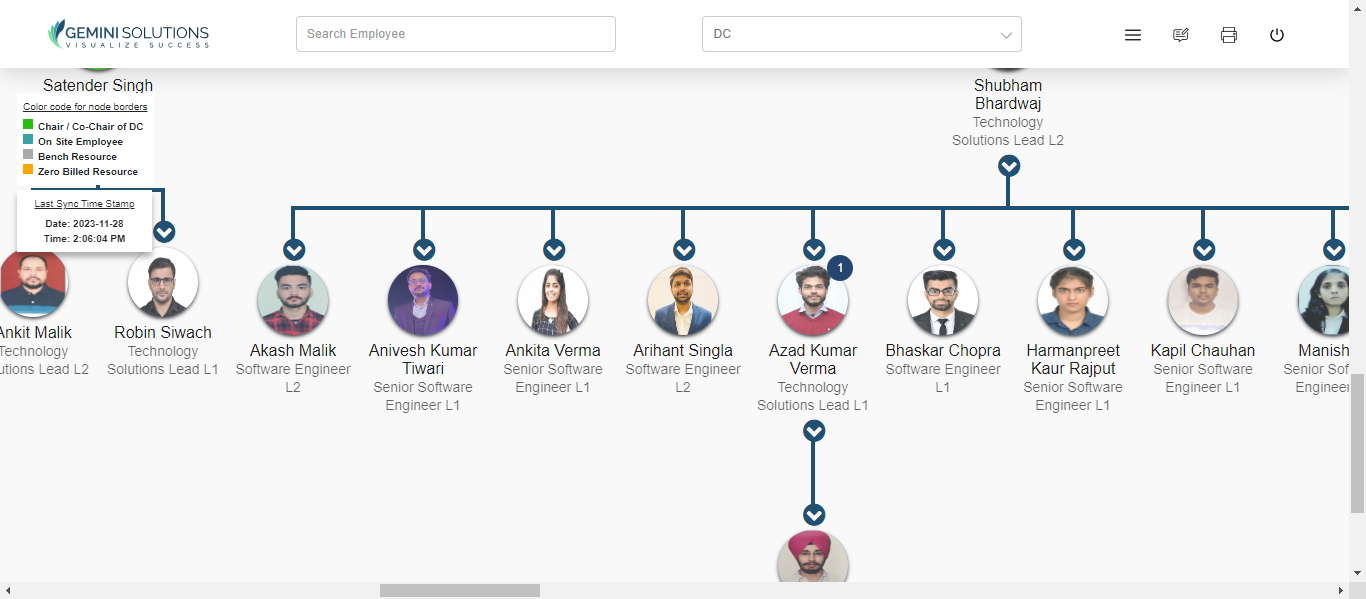 GEMINI SOLUTIONS
VISUALIZE SUCCESS
Search Employee
DC
Satender Singh
Color code for node borders
Chair / Co-Chair of DC
On Site Employee
Bench Resource
Zero Billed Resource
Last Sync Time Stamp
Date: 2023-11-28
Time: 2:06:04 PM
Shubham
Bhardwaj
Technology
Solutions Lead L2
1
Ankit Malik
Technology
utions Lead L2
Robin Siwach
Technology
Solutions Lead L1
Akash Malik
Software Engineer
L2
Anivesh Kumar
Tiwari
Senior Software
Engineer L1
Ankita Verma
Senior Software
Engineer L1
Arihant Singla
Software Engineer
L2
Azad Kumar
Verma
Technology
Solutions Lead L1
Bhaskar Chopra
Software Engineer
L1
Harmanpreet
Kaur Rajput
Senior Software
Engineer L1
Kapil Chauhan
Senior Software
Engineer L1
Manish
Senior Sof
Engineer